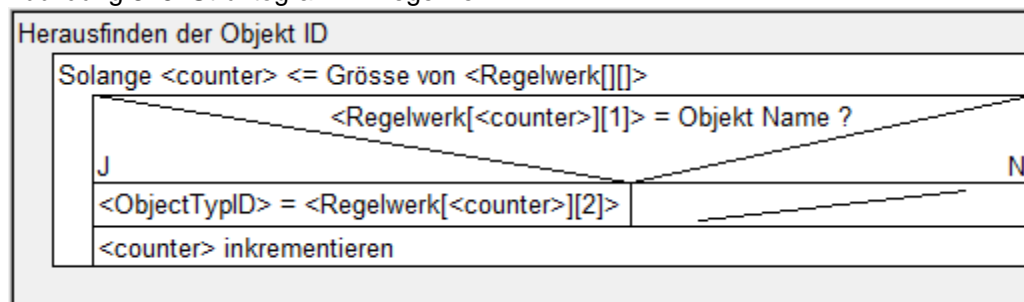 Herausfinden der Objekt ID
Solange <counter> <= Grösse von <Regelwerk[][]>
<Regelwerk[<counter>][1]> = Objekt Name ?
J
N
<ObjectTypID> = <Regelwerk[<counter>][2]>
<counter> inkrementieren